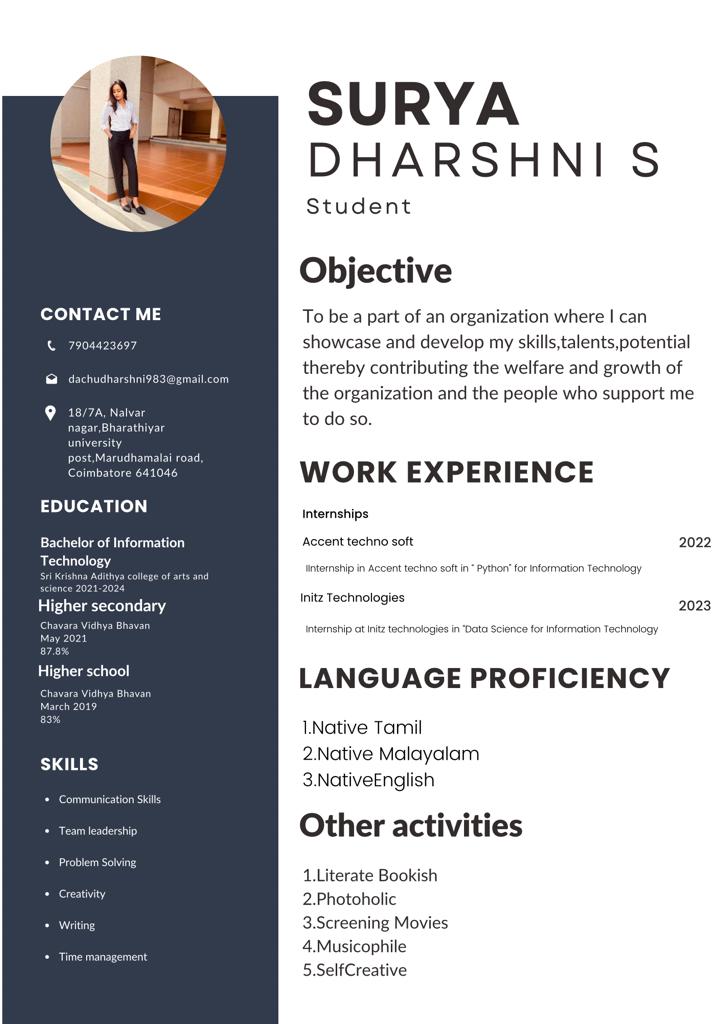 SURYA
DHARSHNI S
Student
CONTACT ME
7904423697
dachudharshni983@gmail.com
18/7A, Nalvar
nagar,Bharathiyar
university
post,Marudhamalai road,
Coimbatore 641046
EDUCATION
Bachelor of Information
Technology
Sri Krishna Adithya college of arts and
science 2021-2024
Higher secondary
Chavara Vidhya Bhavan
May 2021
87.8%
Higher school
Chavara Vidhya Bhavan
March 2019
83%
SKILLS
• Communication Skills
• Team leadership
• Problem Solving
• Creativity
• Writing
• Time management
Objective
To be a part of an organization where I can
showcase and develop my skills,talents,potential
thereby contributing the welfare and growth of
the organization and the people who support me
to do so.
WORK EXPERIENCE
Internships
Accent techno soft 2022
IInternship in Accent techno soft in " Python" for Information Technology
Initz Technologies 2023
Internship at Initz technologies in "Data Science for Information Technology
LANGUAGE PROFICIENCY
1.Native Tamil
2.Native Malayalam
3.NativeEnglish
Other activities
1.Literate Bookish
2.Photoholic
3.Screening Movies
4.Musicophile
5.SelfCreative